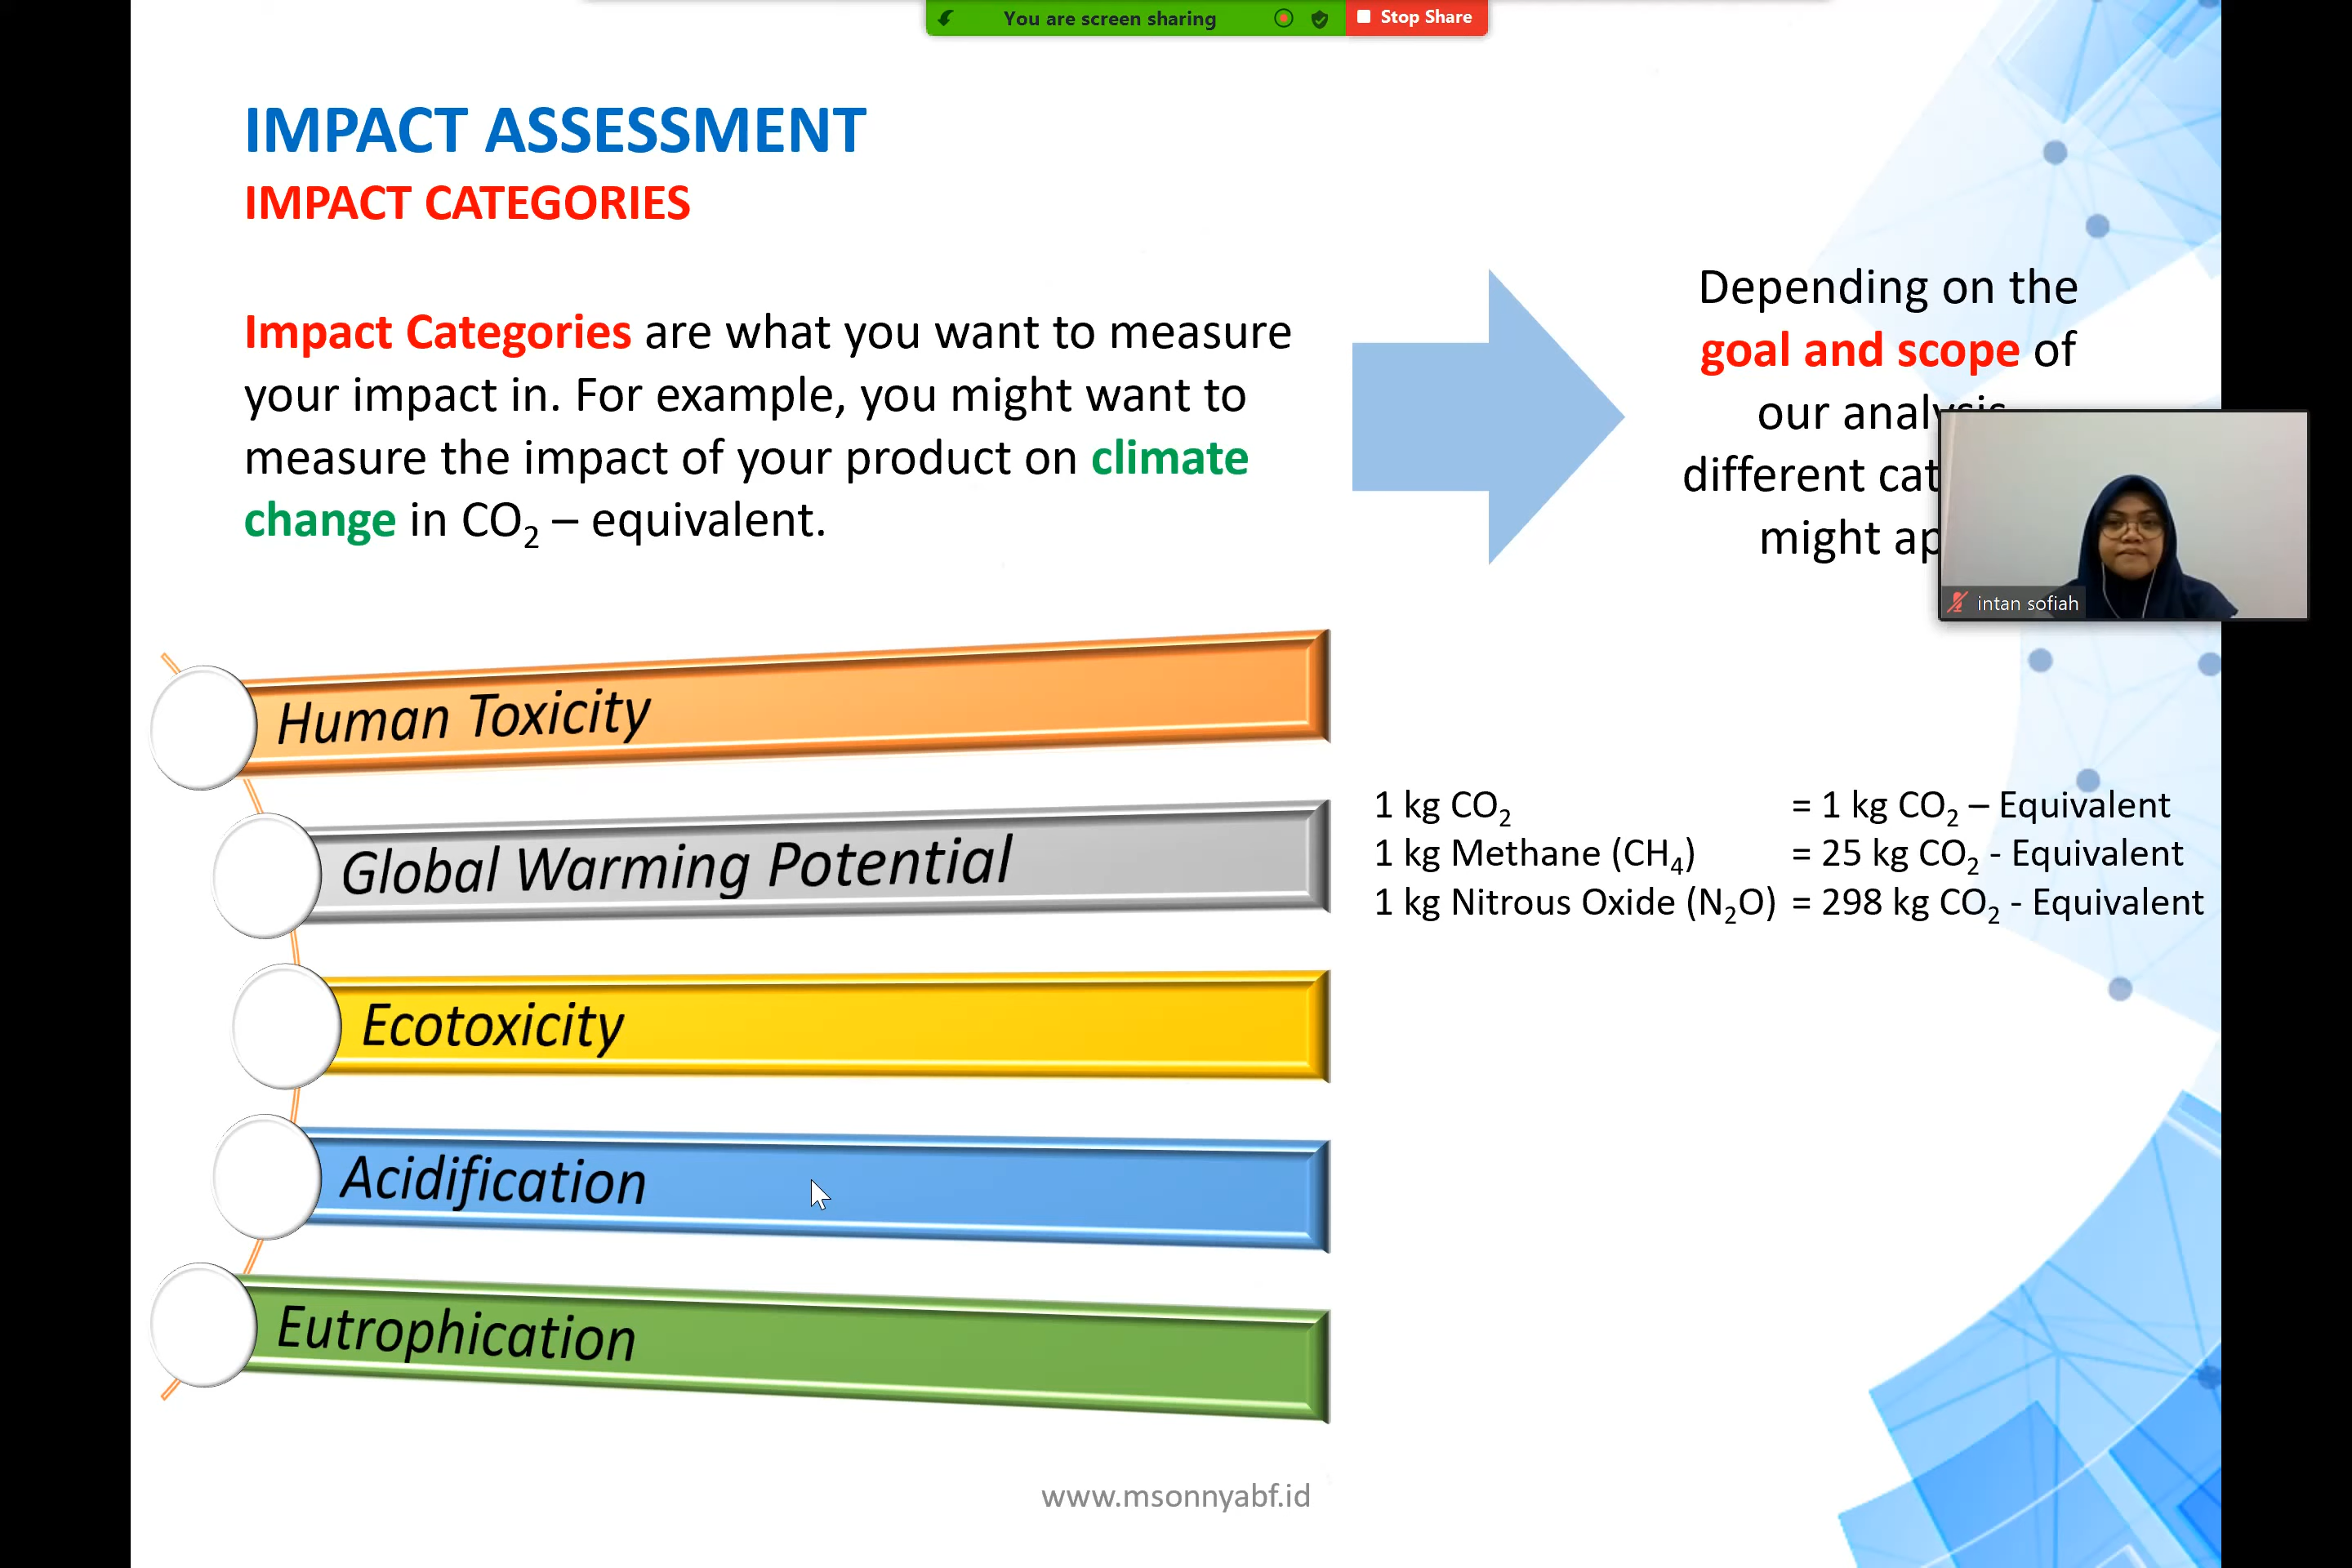 You are screen sharing
Stop Share
IMPACT ASSESSMENT
IMPACT CATEGORIES
Impact Categories are what you want to measure
your impact in. For example, you might want to
measure the impact of your product on climate
change in CO₂ – equivalent.
Depending on the
goal and scope of
our analysis
different
might
intan sofiah
Human Toxicity
Global Warming Potential
Ecotoxicity
Acidification
Eutrophication
1 kg CO₂ = 1 kg CO₂ – Equivalent
1 kg Methane (CH₄) = 25 kg CO₂ - Equivalent
1 kg Nitrous Oxide (N₂O) = 298 kg CO₂ - Equivalent
www.msonnyabf.id